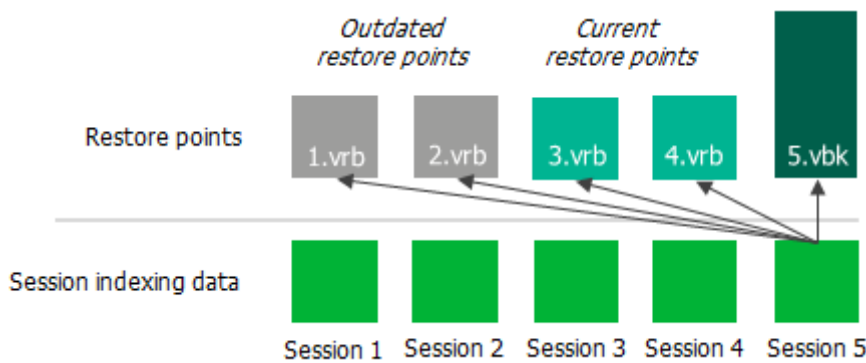 Outdated
restore points
Current
restore points
Restore points
1.vrb
2.vrb
3.vrb
4.vrb
5.vbk
Session indexing data
Session 1
Session 2
Session 3
Session 4
Session 5